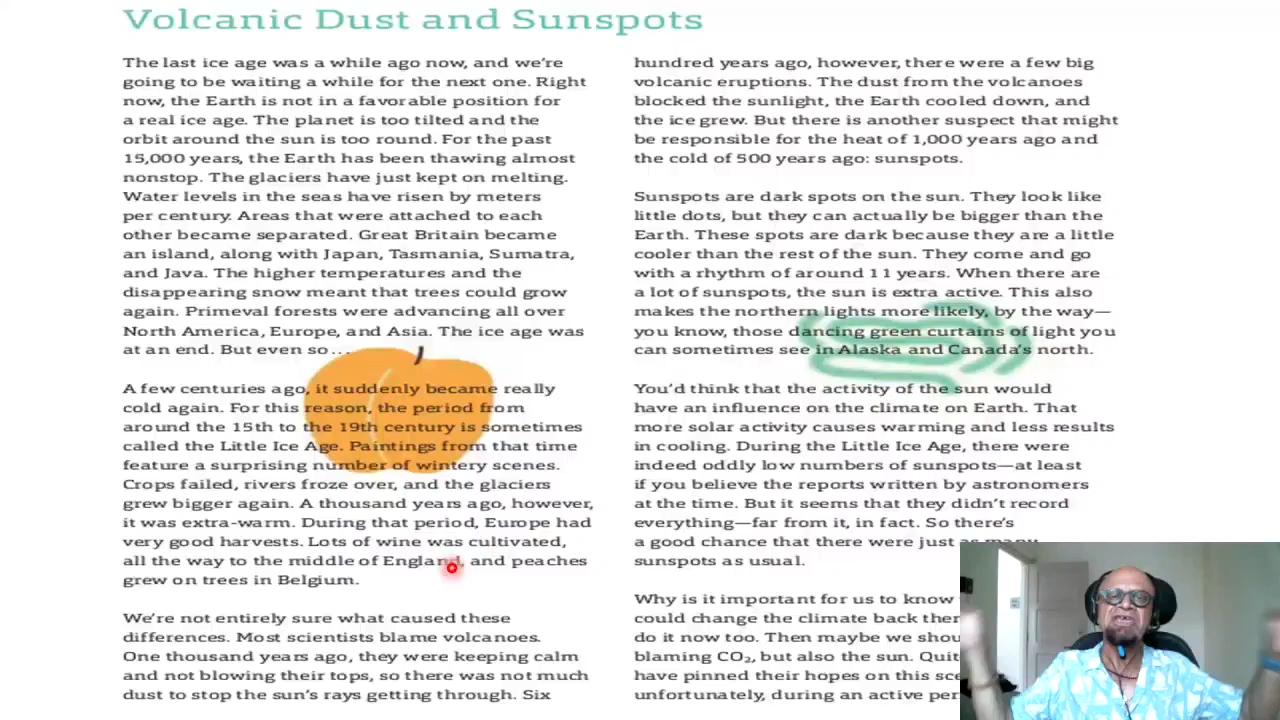 Volcanic Dust and Sunspots
The last ice age was a while ago now, and we're
going to be waiting a while for the next one. Right
now, the Earth is not in a favorable position for
a real ice age. The planet is too tilted and the
orbit around the sun is too round. For the past
15,000 years, the Earth has been thawing almost
nonstop. The glaciers have just kept on melting.
Water levels in the seas have risen by meters
per century. Areas that were attached to each
other became separated. Great Britain became
an island, along with Japan, Tasmania, Sumatra,
and Java. The higher temperatures and the
disappearing snow meant that trees could grow
again. Primeval forests were advancing all over
North America, Europe, and Asia. The ice age was
at an end. But even so...
A few centuries ago, it suddenly became really
cold again. For this reason, the period from
around the 15th to the 19th century is sometimes
called the Little Ice Age. Paintings from that time
feature a surprising number of wintery scenes.
Crops failed, rivers froze over, and the glaciers
grew bigger again. A thousand years ago, however,
it was extra-warm. During that period, Europe had
very good harvests. Lots of wine was cultivated,
all the way to the middle of England, and peaches
grew on trees in Belgium.
We're not entirely sure what caused these
differences. Most scientists blame volcanoes.
One thousand years ago, they were keeping calm
and not blowing their tops, so there was not much
dust to stop the sun's rays getting through. Six
hundred years ago, however, there were a few big
volcanic eruptions. The dust from the volcanoes
blocked the sunlight, the Earth cooled down, and
the ice grew. But there is another suspect that might
be responsible for the heat of 1,000 years ago and
the cold of 500 years ago: sunspots.
Sunspots are dark spots on the sun. They look like
little dots, but they can actually be bigger than the
Earth. These spots are dark because they are a little
cooler than the rest of the sun. They come and go
with a rhythm of around 11 years. When there are
a lot of sunspots, the sun is extra active. This also
makes the northern lights more likely, by the way—
you know, those dancing green curtains of light you
can sometimes see in Alaska and Canada's north.
You'd think that the activity of the sun would
have an influence on the climate on Earth. That
more solar activity causes warming and less results
in cooling. During the Little Ice Age, there were
indeed oddly low numbers of sunspots—at least
if you believe the reports written by astronomers
at the time. But it seems that they didn't record
everything—far from it, in fact. So there's
a good chance that there were just as many
sunspots as usual.
Why is it important for us to know
could change the climate back
do it now too. Then maybe we
blaming CO₂, but also the sun.
have pinned their hopes on this
unfortunately, during an active